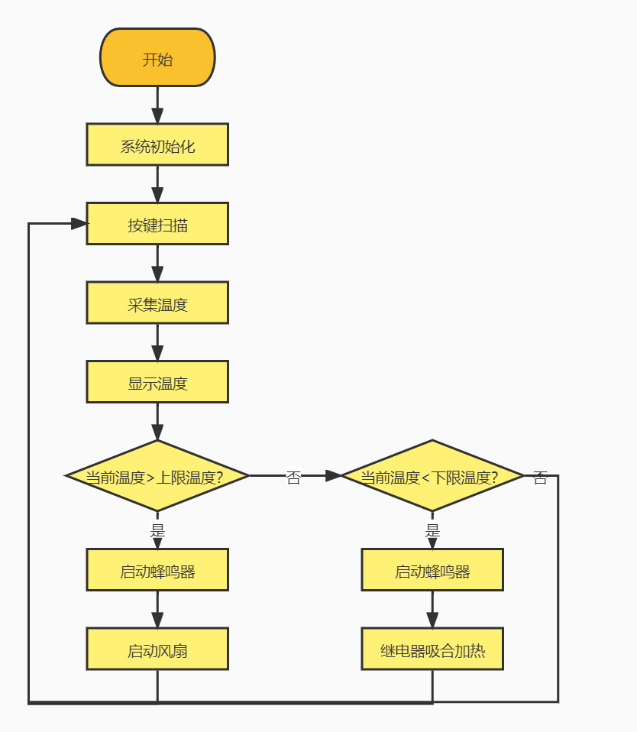 开始
系统初始化
按键扫描
采集温度
显示温度
当前温度>上限温度?
否
当前温度<下限温度?
否
是
是
启动蜂鸣器
启动蜂鸣器
启动风扇
继电器吸合加热